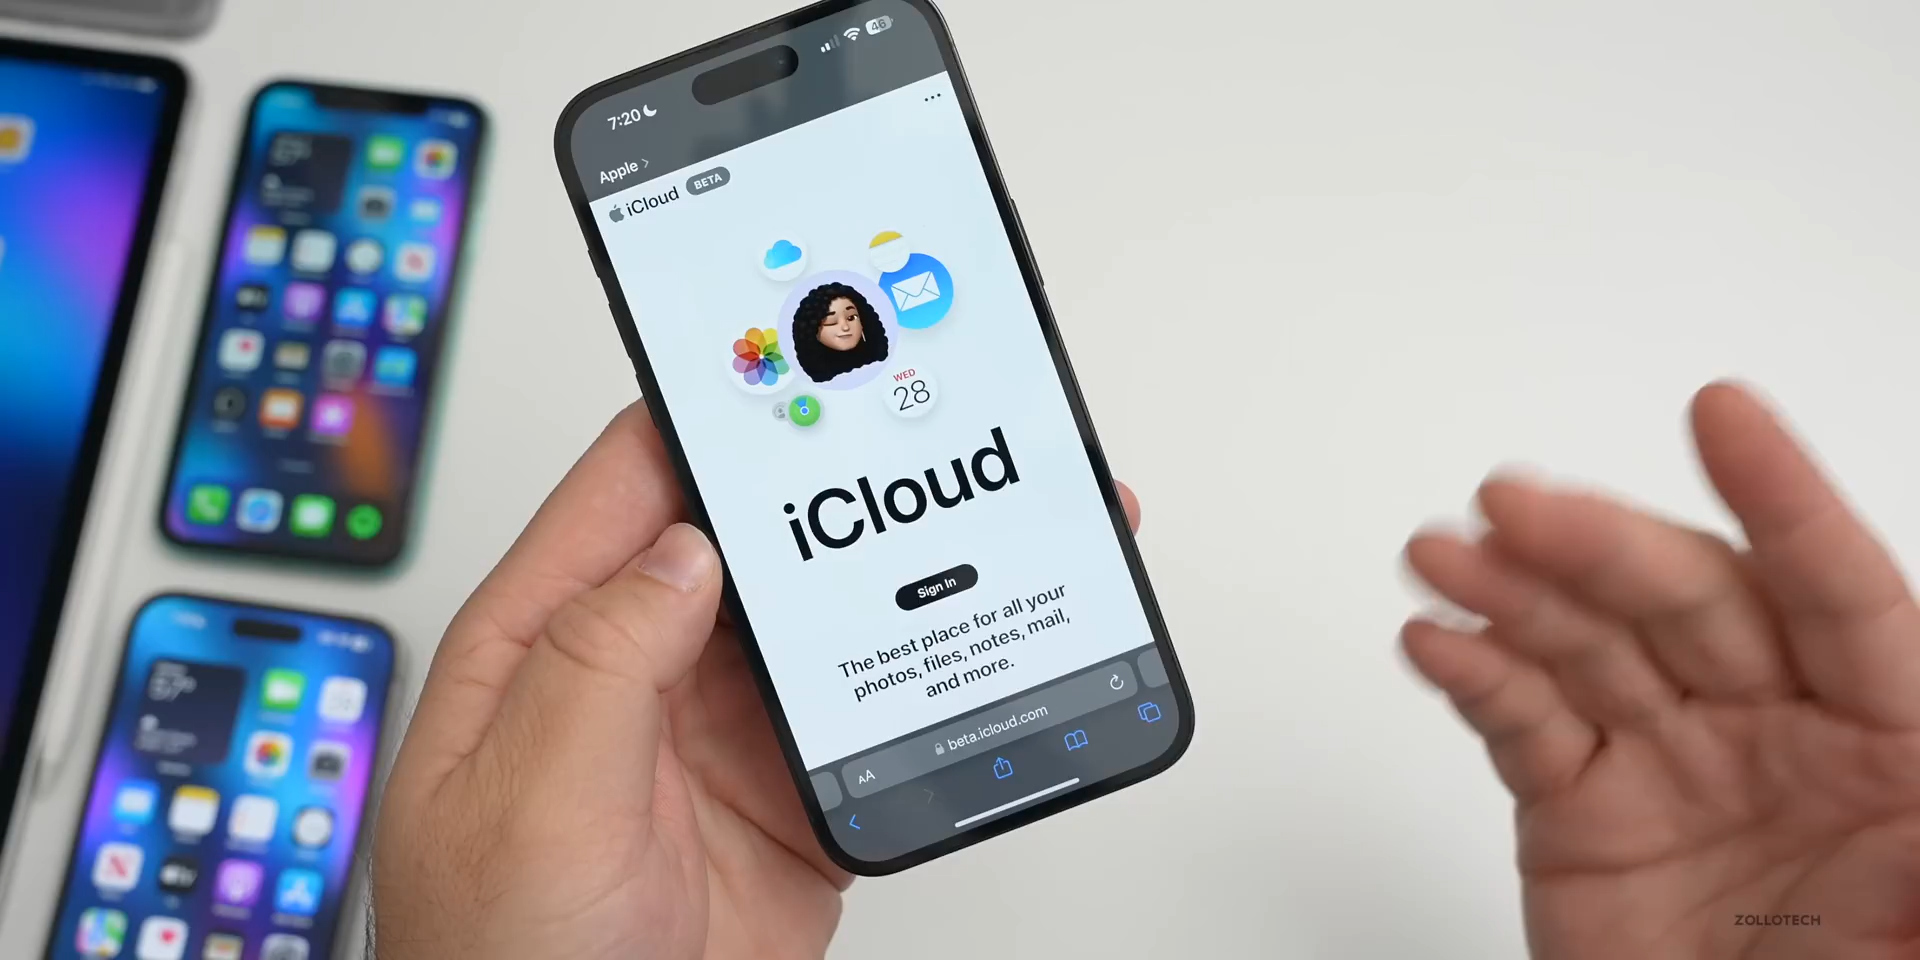 7:20
46
Apple >
iCloud BETA
WED
28
iCloud
Sign In
The best place for all your
photos, files, notes, mail,
and more.
AA beta.icloud.com
ZOLLOTECH